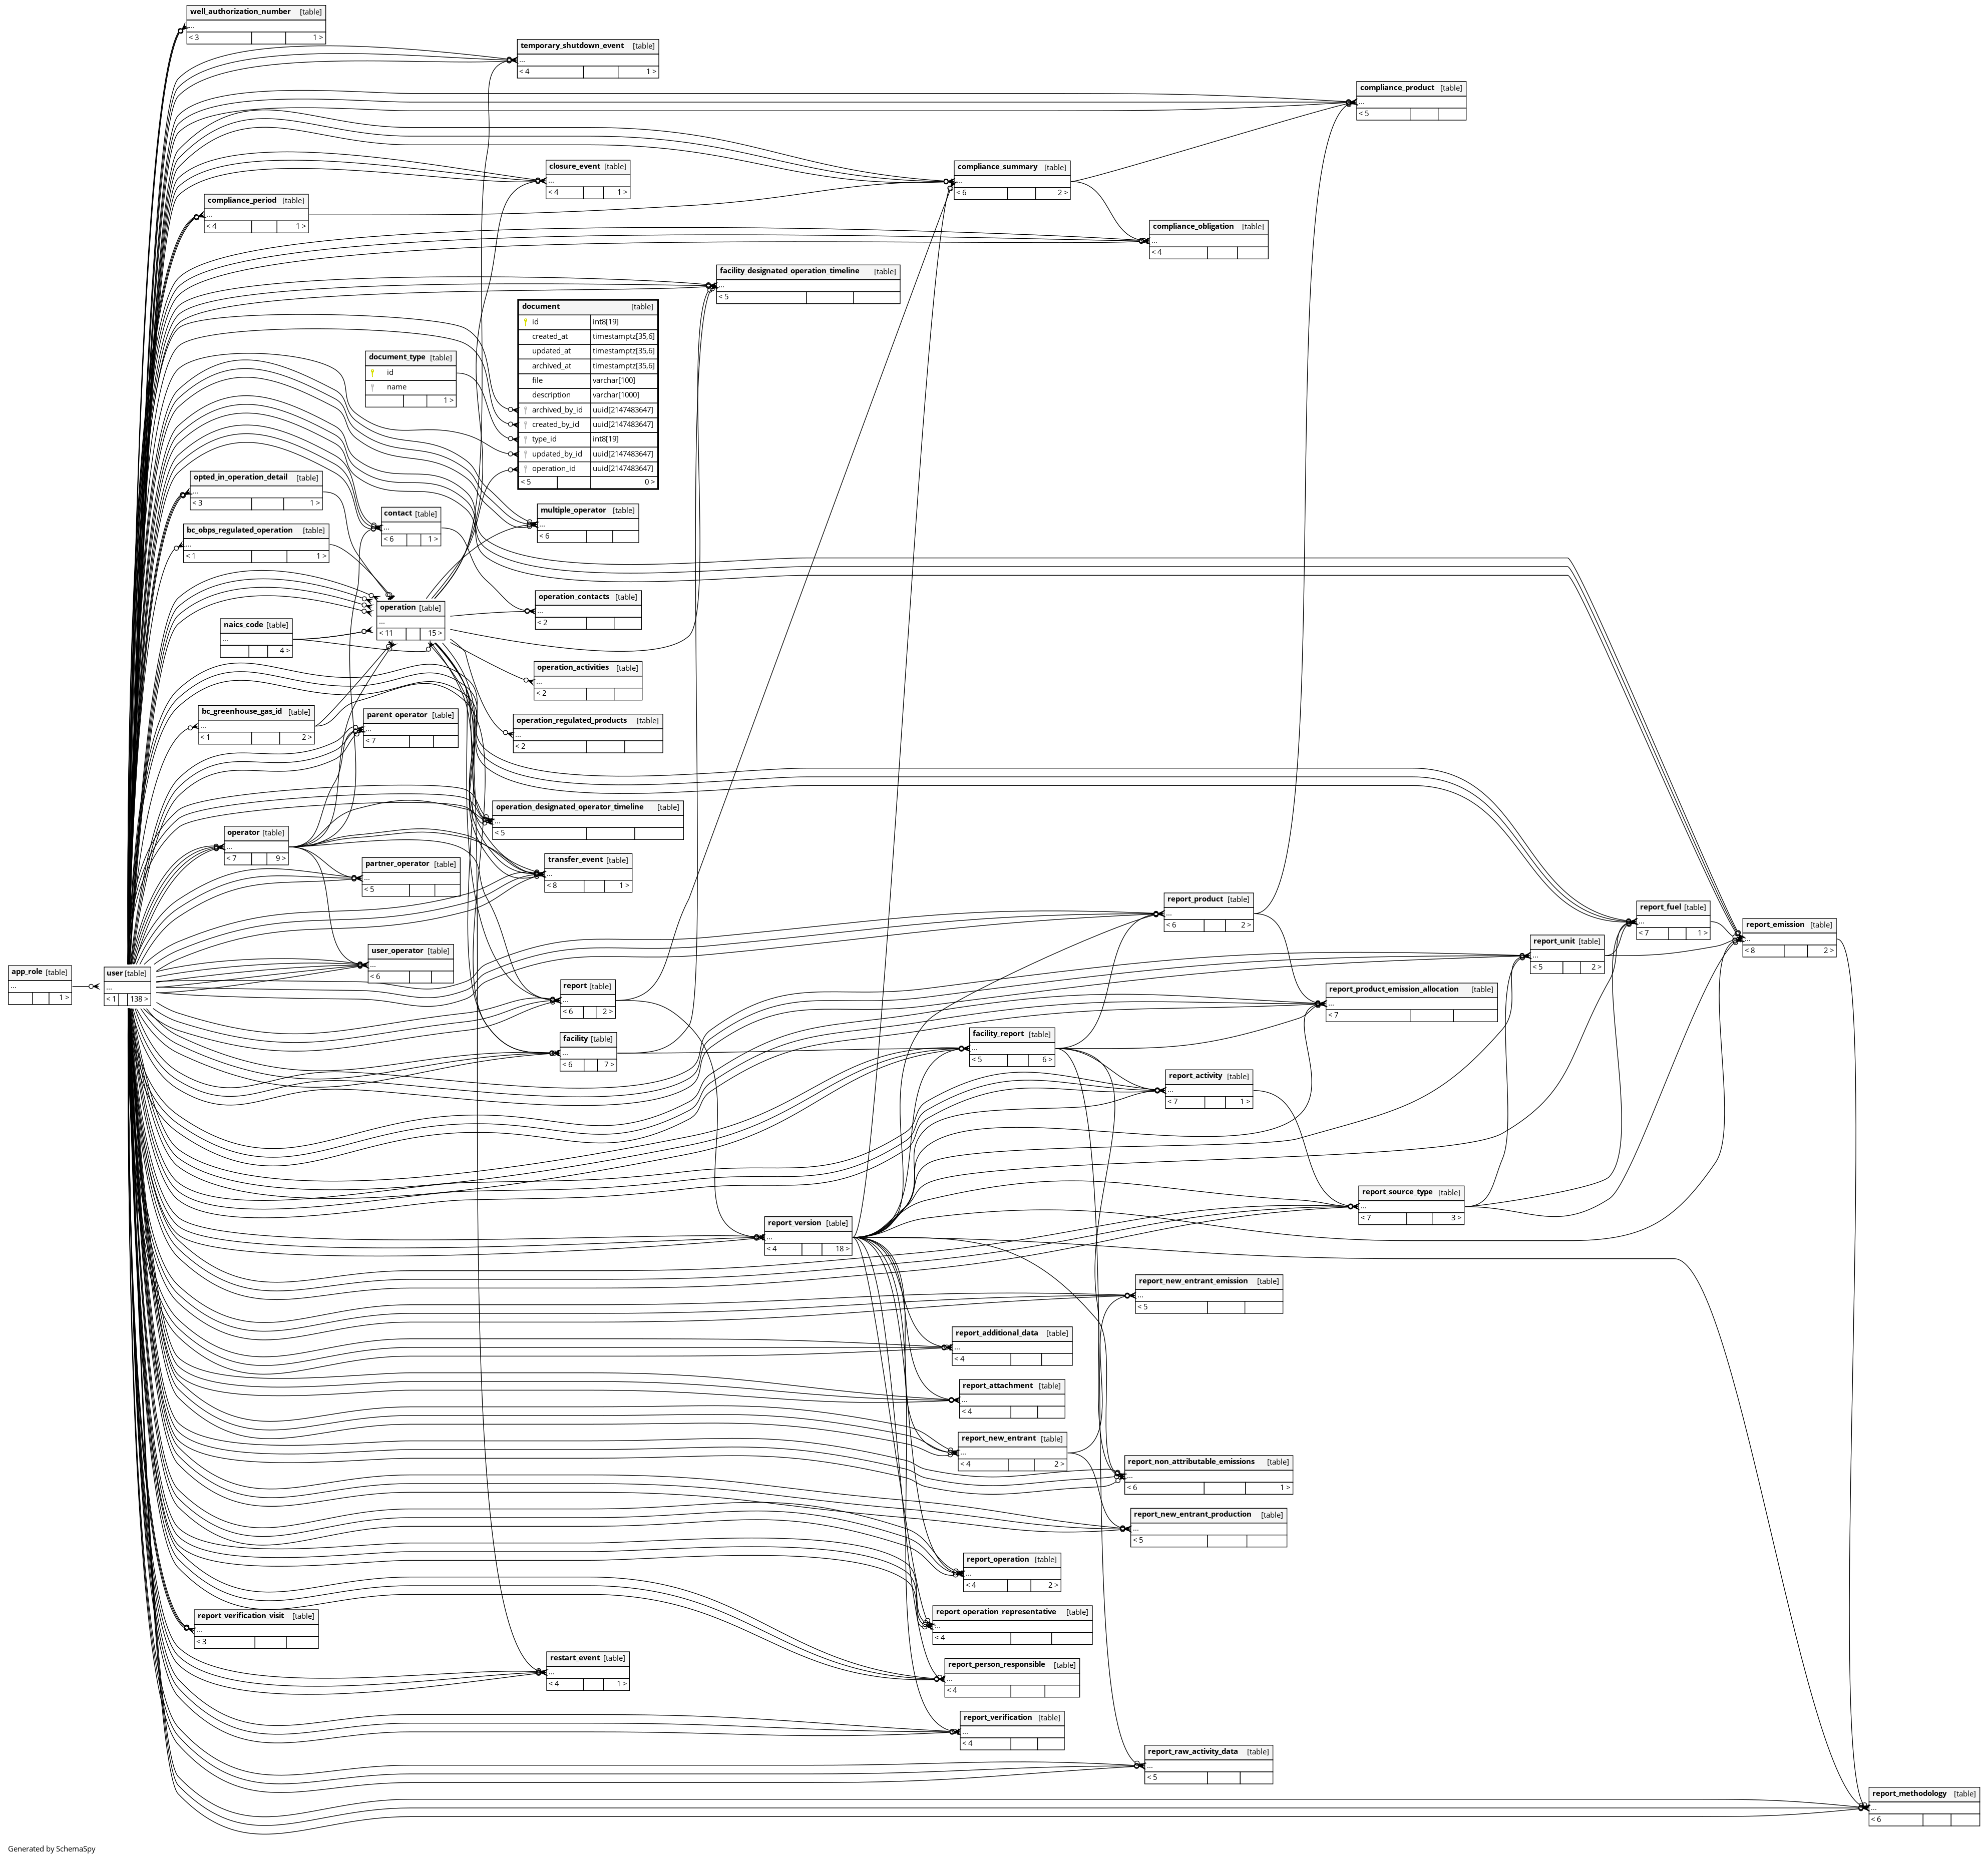 well_authorization_number [table]
...
< 3 1 >
temporary_shutdown_event [table]
...
< 4 1 >
compliance_product [table]
...
< 5
closure_event [table]
...
< 4 1 >
compliance_summary [table]
...
< 6 2 >
compliance_period [table]
...
< 4 1 >
compliance_obligation [table]
...
< 4
facility_designated_operation_timeline [table]
...
< 5
document [table]
id int8[19]
created_at timestamptz[35,6]
updated_at timestamptz[35,6]
archived_at timestamptz[35,6]
file varchar[100]
description varchar[1000]
archived_by_id uuid[2147483647]
created_by_id uuid[2147483647]
type_id int8[19]
updated_by_id uuid[2147483647]
operation_id uuid[2147483647]
< 5 0 >
document_type [table]
id
name
1 >
opted_in_operation_detail [table]
...
< 3 1 >
contact [table]
...
< 6 1 >
multiple_operator [table]
...
< 6
bc_obps_regulated_operation [table]
...
< 1 1 >
operation_contacts [table]
...
< 2
operation [table]
...
< 11 15 >
naics_code [table]
...
4 >
operation_activities [table]
...
< 2
bc_greenhouse_gas_id [table]
...
< 1 2 >
parent_operator [table]
...
< 7
operation_regulated_products [table]
...
< 2
operation_designated_operator_timeline [table]
...
< 5
operator [table]
...
< 7 9 >
transfer_event [table]
...
< 8 1 >
partner_operator [table]
...
< 5
report_product [table]
...
< 6 2 >
report_fuel [table]
...
< 7 1 >
report_emission [table]
...
< 8 2 >
report_unit [table]
...
< 5 2 >
user_operator [table]
...
< 6
app_role [table]
...
1 >
user [table]
...
< 1 138 >
report [table]
...
< 6 2 >
report_product_emission_allocation [table]
...
< 7
facility [table]
...
< 6 7 >
facility_report [table]
...
< 5 6 >
report_activity [table]
...
< 7 1 >
report_source_type [table]
...
< 7 3 >
report_version [table]
...
< 4 18 >
report_new_entrant_emission [table]
...
< 5
report_additional_data [table]
...
< 4
report_attachment [table]
...
< 4
report_new_entrant [table]
...
< 4 2 >
report_non_attributable_emissions [table]
...
< 6 1 >
report_new_entrant_production [table]
...
< 5
report_operation [table]
...
< 4 2 >
report_operation_representative [table]
...
< 4
report_verification_visit [table]
...
< 3
restart_event [table]
...
< 4 1 >
report_person_responsible [table]
...
< 4
report_verification [table]
...
< 4
report_raw_activity_data [table]
...
< 5
report_methodology [table]
...
< 6
Generated by SchemaSpy